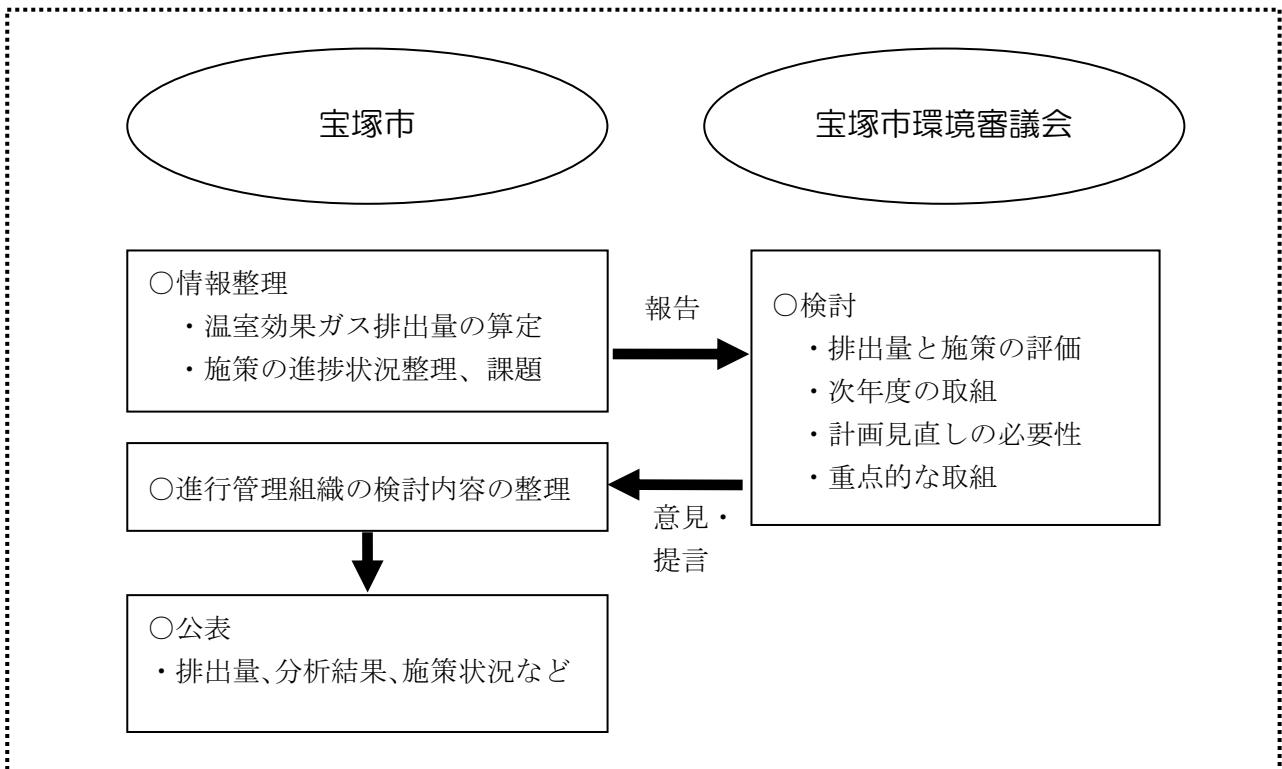 宝塚市
宝塚市環境審議会
○情報整理
・温室効果ガス排出量の算定
・施策の進捗状況整理、課題
報告
○検討
・排出量と施策の評価
・次年度の取組
・計画見直しの必要性
・重点的な取組
意見・
提言
○進行管理組織の検討内容の整理
○公表
・排出量、分析結果、施策状況など